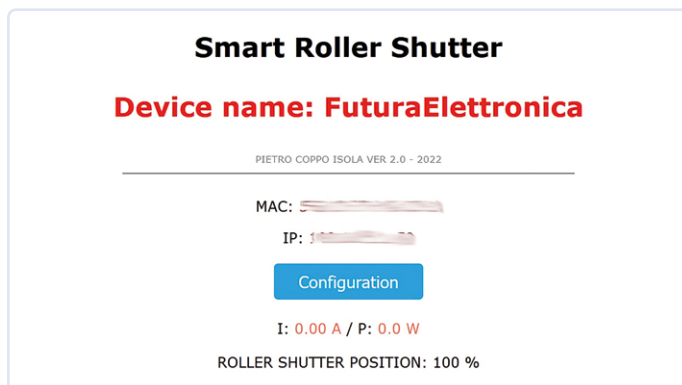 Smart Roller Shutter
Device name: FuturaElettronica
PIETRO COPPO ISOLA VER 2.0 - 2022
MAC:
IP:
Configuration
I: 0.00 A / P: 0.0 W
ROLLER SHUTTER POSITION: 100 %